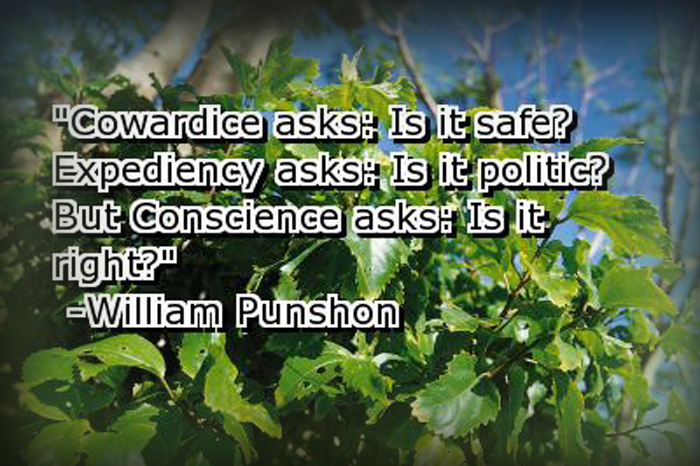 "Cowardice asks: Is it safe?
Expediency asks: Is it politic?
But Conscience asks: Is it
right?"
-William Punshon